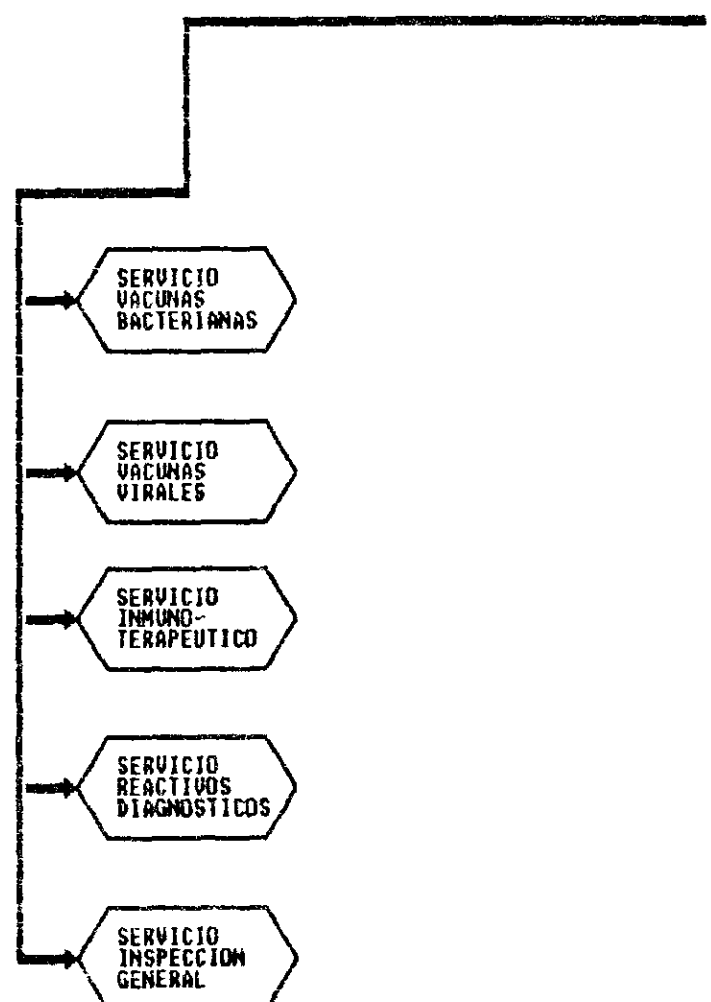 SERVICIO
VACUNAS
BACTERIANAS
SERVICIO
VACUNAS
VIRALES
SERVICIO
INMUNO-
TERAPEUTICO
SERVICIO
REACTIVOS
DIAGNOSTICOS
SERVICIO
INSPECCION
GENERAL